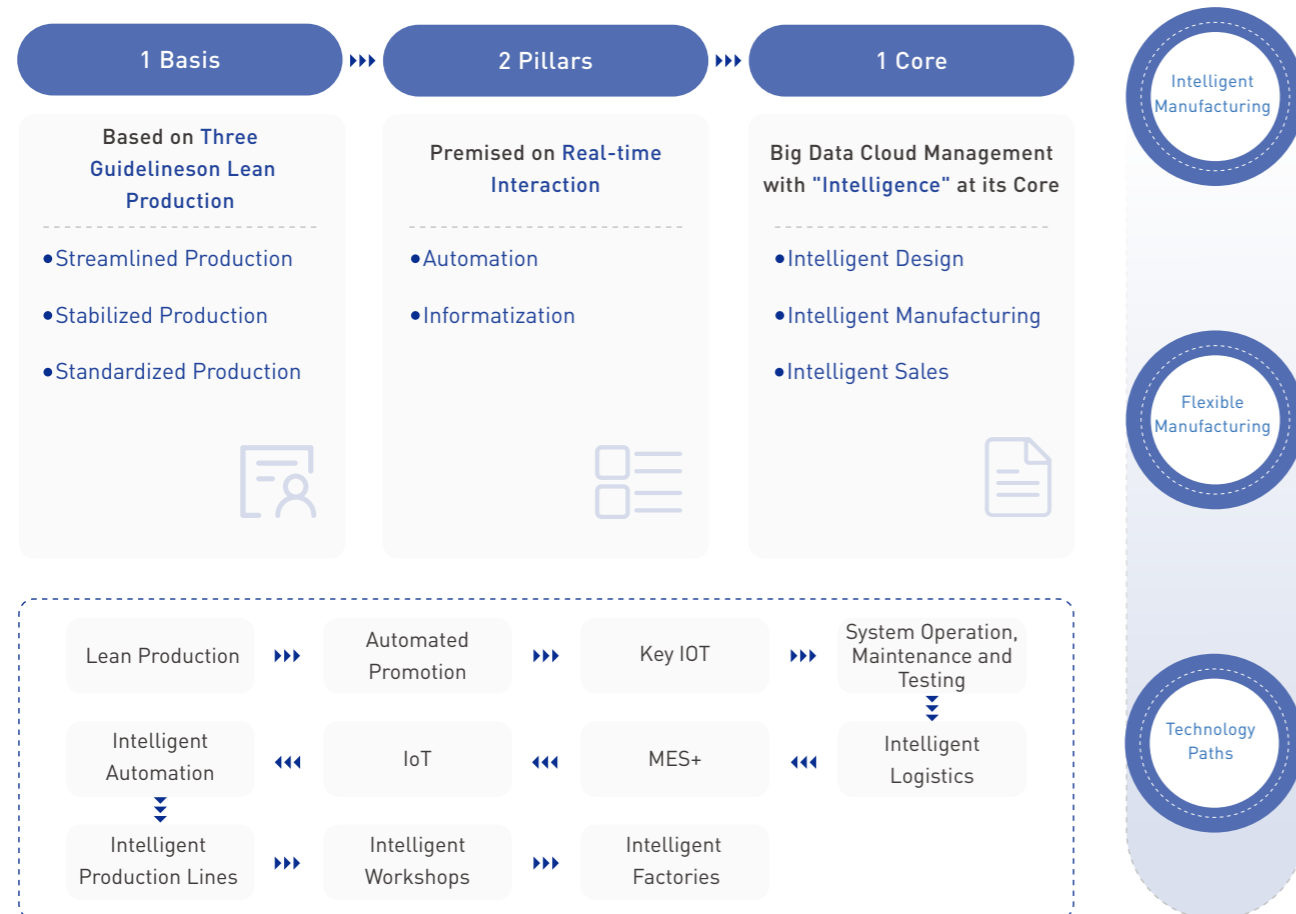 1 Basis
2 Pillars
1 Core
Based on Three
Guidelineson Lean
Production
•Streamlined Production
•Stabilized Production
•Standardized Production
Premised on Real-time
Interaction
•Automation
•Informatization
Big Data Cloud Management
with "Intelligence" at its Core
•Intelligent Design
•Intelligent Manufacturing
•Intelligent Sales
Lean Production
Automated
Promotion
Key IOT
System Operation,
Maintenance and
Testing
Intelligent
Automation
IoT
MES+
Intelligent
Logistics
Intelligent
Production Lines
Intelligent
Workshops
Intelligent
Factories
Intelligent
Manufacturing
Flexible
Manufacturing
Technology
Paths